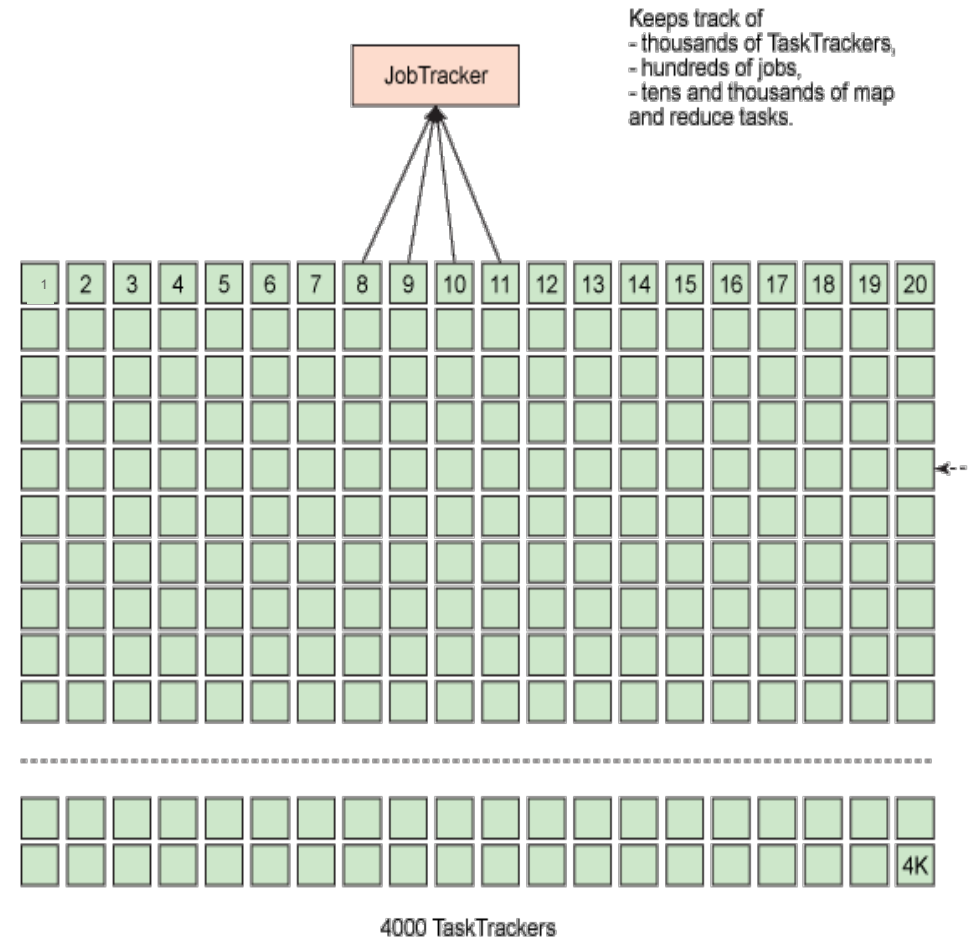 Keeps track of
- thousands of TaskTrackers,
- hundreds of jobs,
- tens and thousands of map
and reduce tasks.
JobTracker
1 2 3 4 5 6 7 8 9 10 11 12 13 14 15 16 17 18 19 20
4K
4000 TaskTrackers